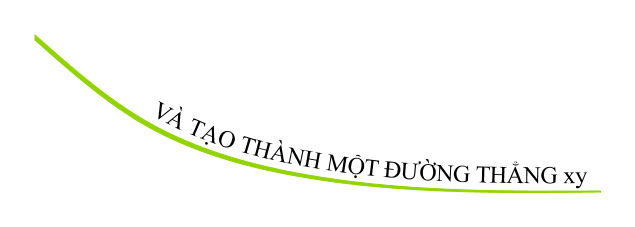 VÀ TẠO THÀNH MỘT ĐƯỜNG THẲNG xy